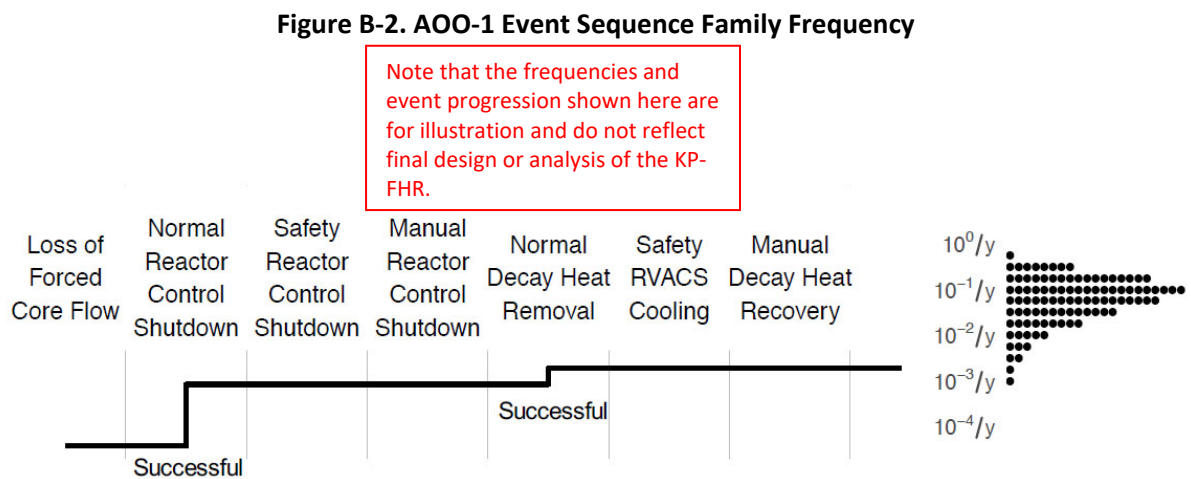 Figure B-2. AOO-1 Event Sequence Family Frequency
Note that the frequencies and
event progression shown here are
for illustration and do not reflect
final design or analysis of the KP-
FHR.
Loss of
Forced
Core Flow
Normal
Reactor
Control
Shutdown
Safety
Reactor
Control
Shutdown
Manual
Reactor
Control
Shutdown
Normal
Decay Heat
Removal
Safety
RVACS
Cooling
Manual
Decay Heat
Recovery
10⁰/y
10⁻¹/y
10⁻²/y
10⁻³/y
10⁻⁴/y
Successful
Successful